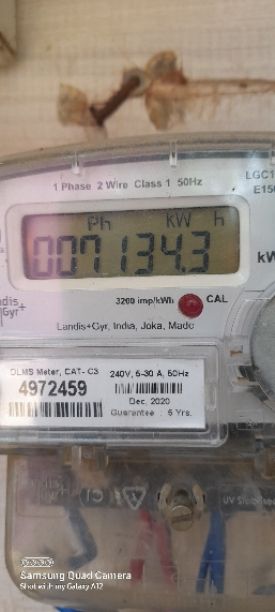 1 Phase 2 Wire Class 1 50Hz
LGC1
E150
Ph kW h
007134.3
kW
3200 imp/kWh
CAL
Gyr+
Landis+Gyr, India, Joka, Made
DLMS Meter, CAT- C3
4972459
240V, 5-30 A, 50Hz
Dec. 2020
Guarantee : 5 Yrs.
Samsung Quad Camera
Shot with my Galaxy A12